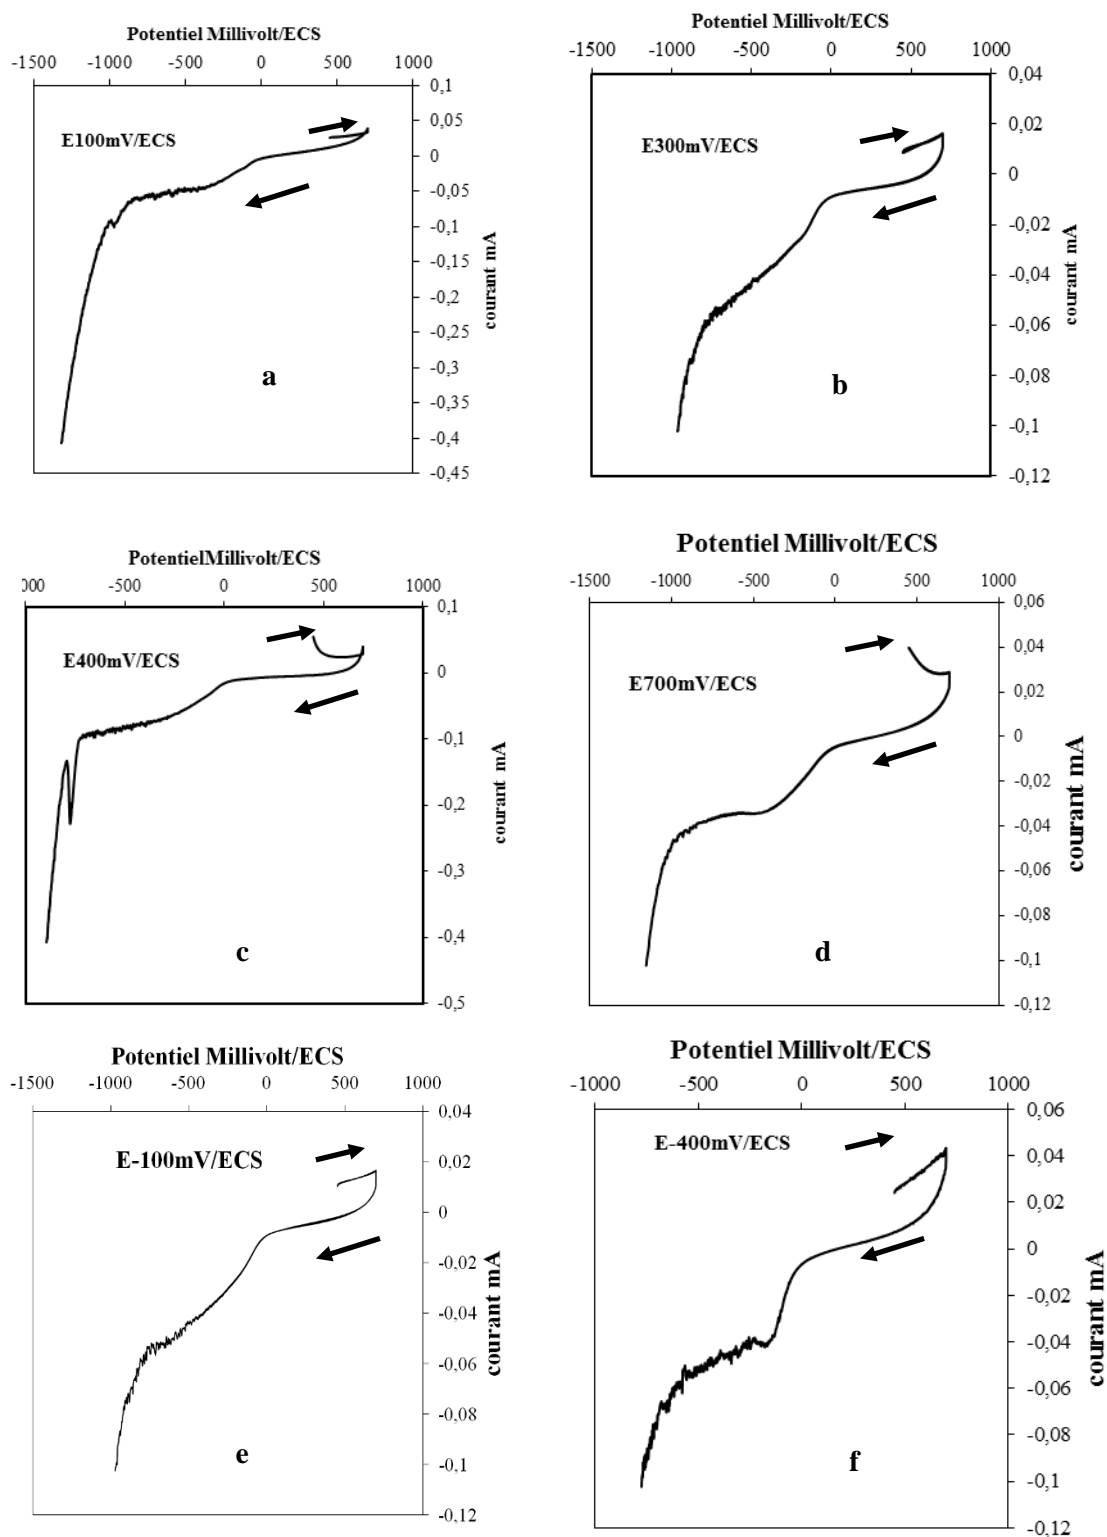 Potentiel Millivolt/ECS
-1500 -1000 -500 0 500 1000
0,1
0,05
0
-0,05
-0,1
-0,15
-0,2
-0,25
-0,3
-0,35
-0,4
-0,45
courant mA
E100mV/ECS
a
Potentiel Millivolt/ECS
-1500 -1000 -500 0 500 1000
0,04
0,02
0
-0,02
-0,04
-0,06
-0,08
-0,1
-0,12
courant mA
E300mV/ECS
b
PotentielMillivolt/ECS
00 -500 0 500 1000
0,1
0
-0,1
-0,2
-0,3
-0,4
-0,5
courant mA
E400mV/ECS
c
Potentiel Millivolt/ECS
-1500 -1000 -500 0 500 1000
0,06
0,04
0,02
0
-0,02
-0,04
-0,06
-0,08
-0,1
-0,12
courant mA
E700mV/ECS
d
Potentiel Millivolt/ECS
-1500 -1000 -500 0 500 1000
0,04
0,02
0
-0,02
-0,04
-0,06
-0,08
-0,1
-0,12
courant mA
E-100mV/ECS
e
Potentiel Millivolt/ECS
-1000 -500 0 500 1000
0,06
0,04
0,02
0
-0,02
-0,04
-0,06
-0,08
-0,1
-0,12
courant mA
E-400mV/ECS
f